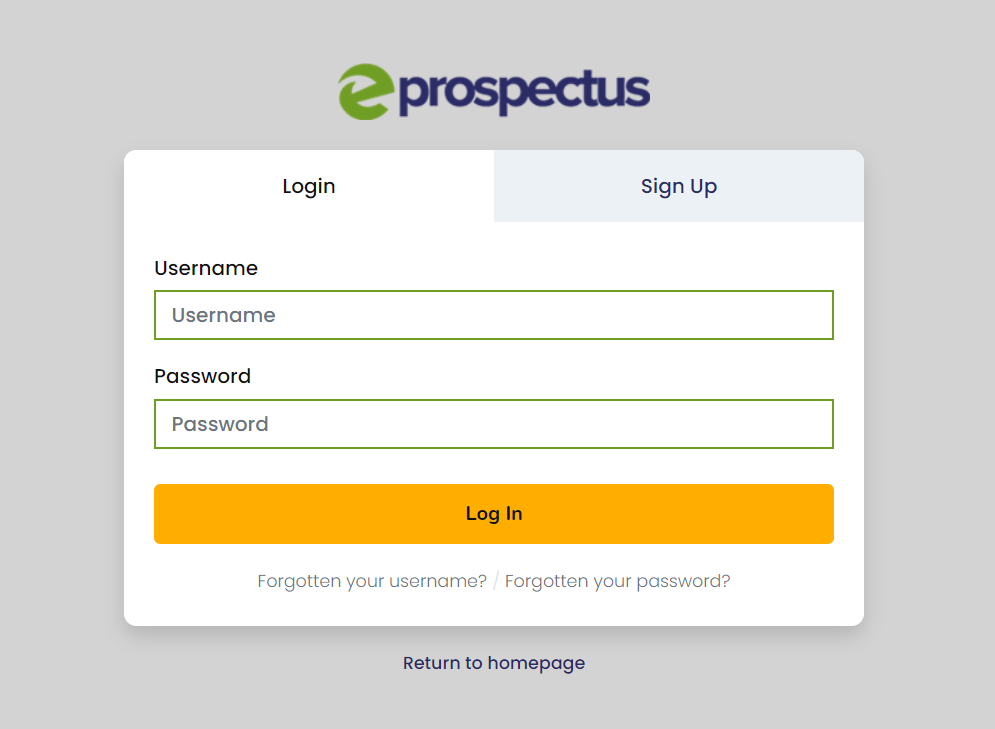 eprospectus
Login
Sign Up
Username
Username
Password
Password
Log In
Forgotten your username? / Forgotten your password?
Return to homepage